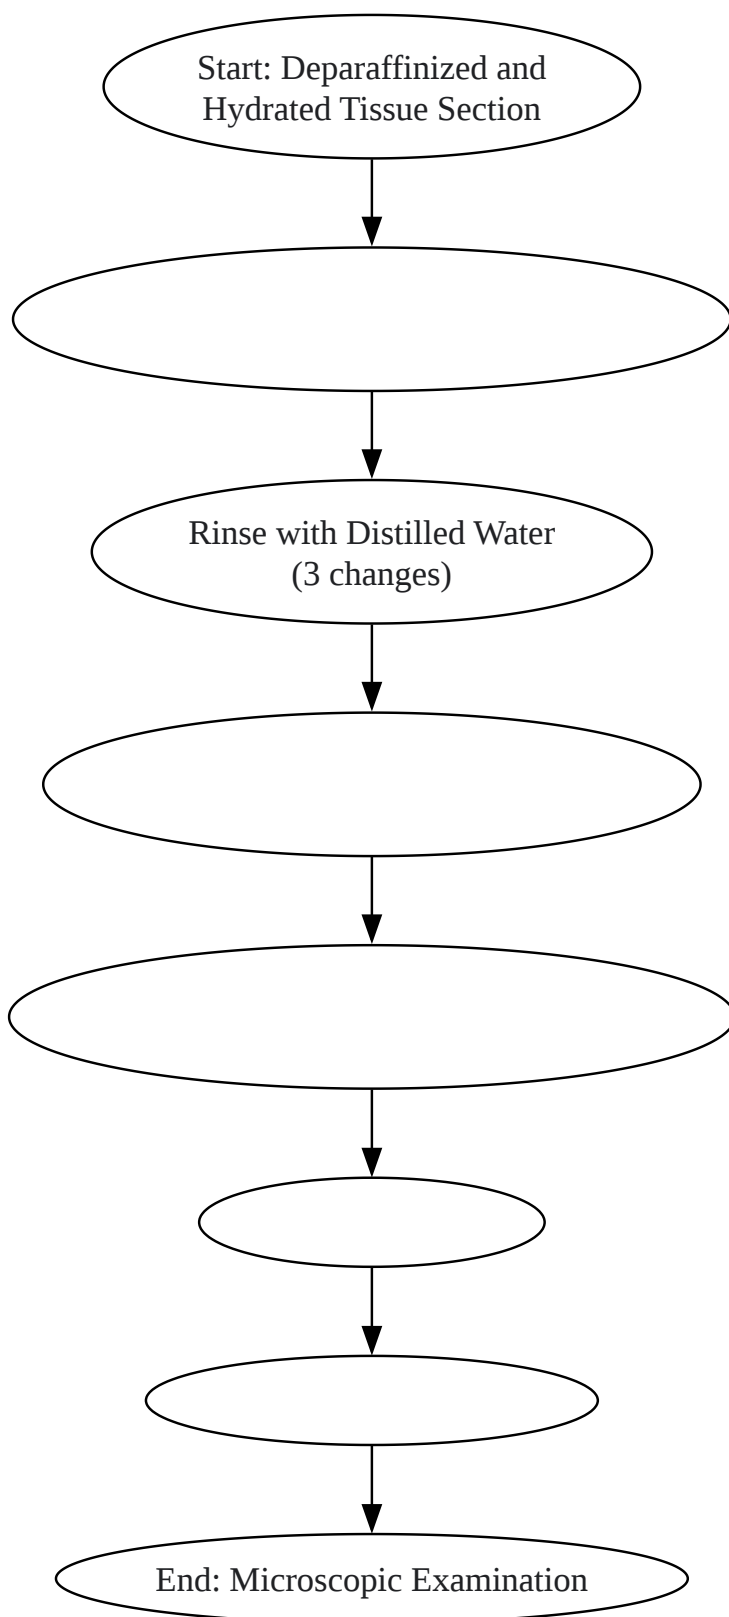 Start: Deparaffinized and
Hydrated Tissue Section
Rinse with Distilled Water
(3 changes)
End: Microscopic Examination